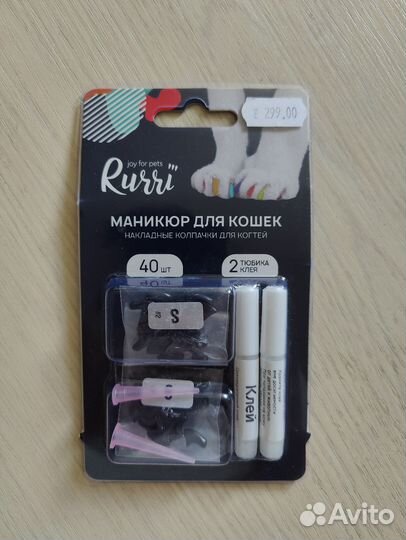 299.00
joy for pets
Rurri
МАНИКЮР ДЛЯ КОШЕК
НАКЛАДНЫЕ КОЛПАЧКИ ДЛЯ КОГТЕЙ
40 ШТ
2 ТЮБИКА
КЛЕЯ
S
82
Клей
Avito